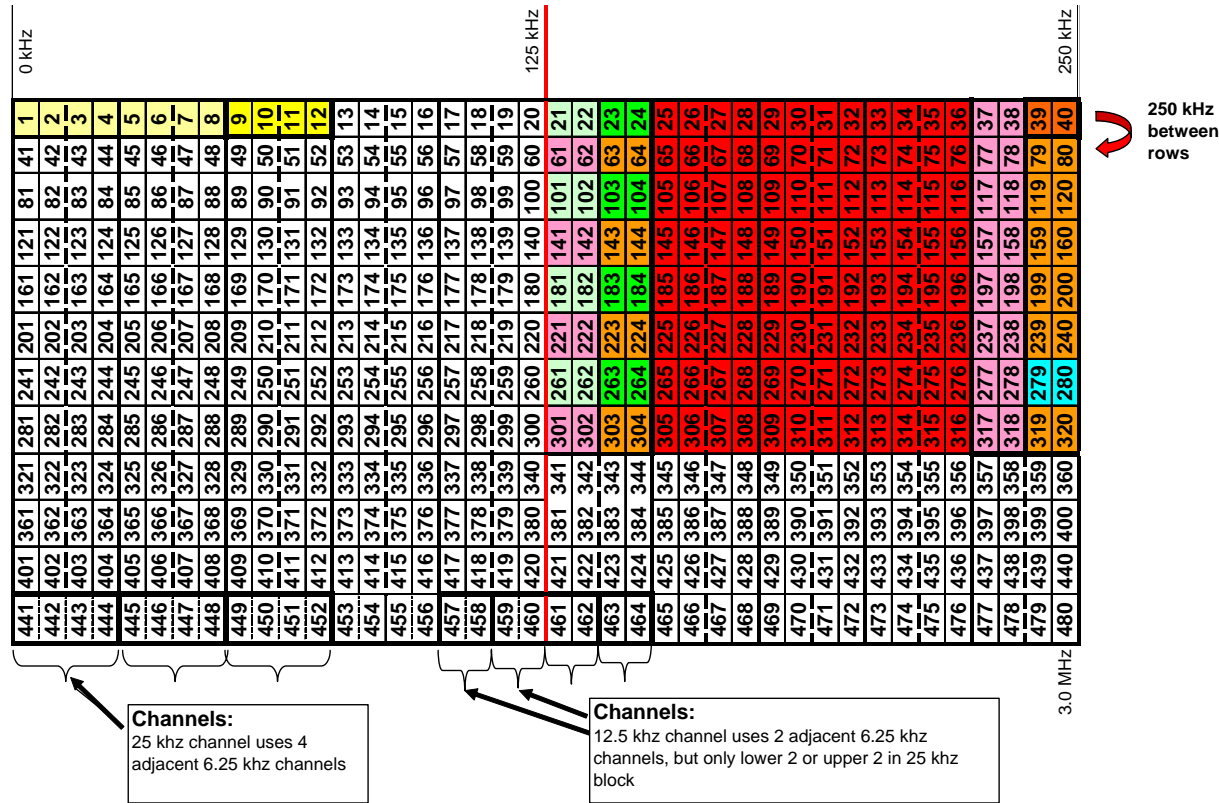 0 kHz
125 kHz
250 kHz
1 2 3 4 5 6 7 8 9 10 11 12 13 14 15 16 17 18 19 20 21 22 23 24 25 26 27 28 29 30 31 32 33 34 35 36 37 38 39 40
250 kHz
between
rows
41 42 43 44 45 46 47 48 49 50 51 52 53 54 55 56 57 58 59 60 61 62 63 64 65 66 67 68 69 70 71 72 73 74 75 76 77 78 79 80
81 82 83 84 85 86 87 88 89 90 91 92 93 94 95 96 97 98 99 100 101 102 103 104 105 106 107 108 109 110 111 112 113 114 115 116 117 118 119 120
121 122 123 124 125 126 127 128 129 130 131 132 133 134 135 136 137 138 139 140 141 142 143 144 145 146 147 148 149 150 151 152 153 154 155 156 157 158 159 160
161 162 163 164 165 166 167 168 169 170 171 172 173 174 175 176 177 178 179 180 181 182 183 184 185 186 187 188 189 190 191 192 193 194 195 196 197 198 199 200
201 202 203 204 205 206 207 208 209 210 211 212 213 214 215 216 217 218 219 220 221 222 223 224 225 226 227 228 229 230 231 232 233 234 235 236 237 238 239 240
241 242 243 244 245 246 247 248 249 250 251 252 253 254 255 256 257 258 259 260 261 262 263 264 265 266 267 268 269 270 271 272 273 274 275 276 277 278 279 280
281 282 283 284 285 286 287 288 289 290 291 292 293 294 295 296 297 298 299 300 301 302 303 304 305 306 307 308 309 310 311 312 313 314 315 316 317 318 319 320
321 322 323 324 325 326 327 328 329 330 331 332 333 334 335 336 337 338 339 340 341 342 343 344 345 346 347 348 349 350 351 352 353 354 355 356 357 358 359 360
361 362 363 364 365 366 367 368 369 370 371 372 373 374 375 376 377 378 379 380 381 382 383 384 385 386 387 388 389 390 391 392 393 394 395 396 397 398 399 400
401 402 403 404 405 406 407 408 409 410 411 412 413 414 415 416 417 418 419 420 421 422 423 424 425 426 427 428 429 430 431 432 433 434 435 436 437 438 439 440
441 442 443 444 445 446 447 448 449 450 451 452 453 454 455 456 457 458 459 460 461 462 463 464 465 466 467 468 469 470 471 472 473 474 475 476 477 478 479 480
3.0 MHz
Channels:
25 khz channel uses 4
adjacent 6.25 khz channels
Channels:
12.5 khz channel uses 2 adjacent 6.25 khz
channels, but only lower 2 or upper 2 in 25 khz
block